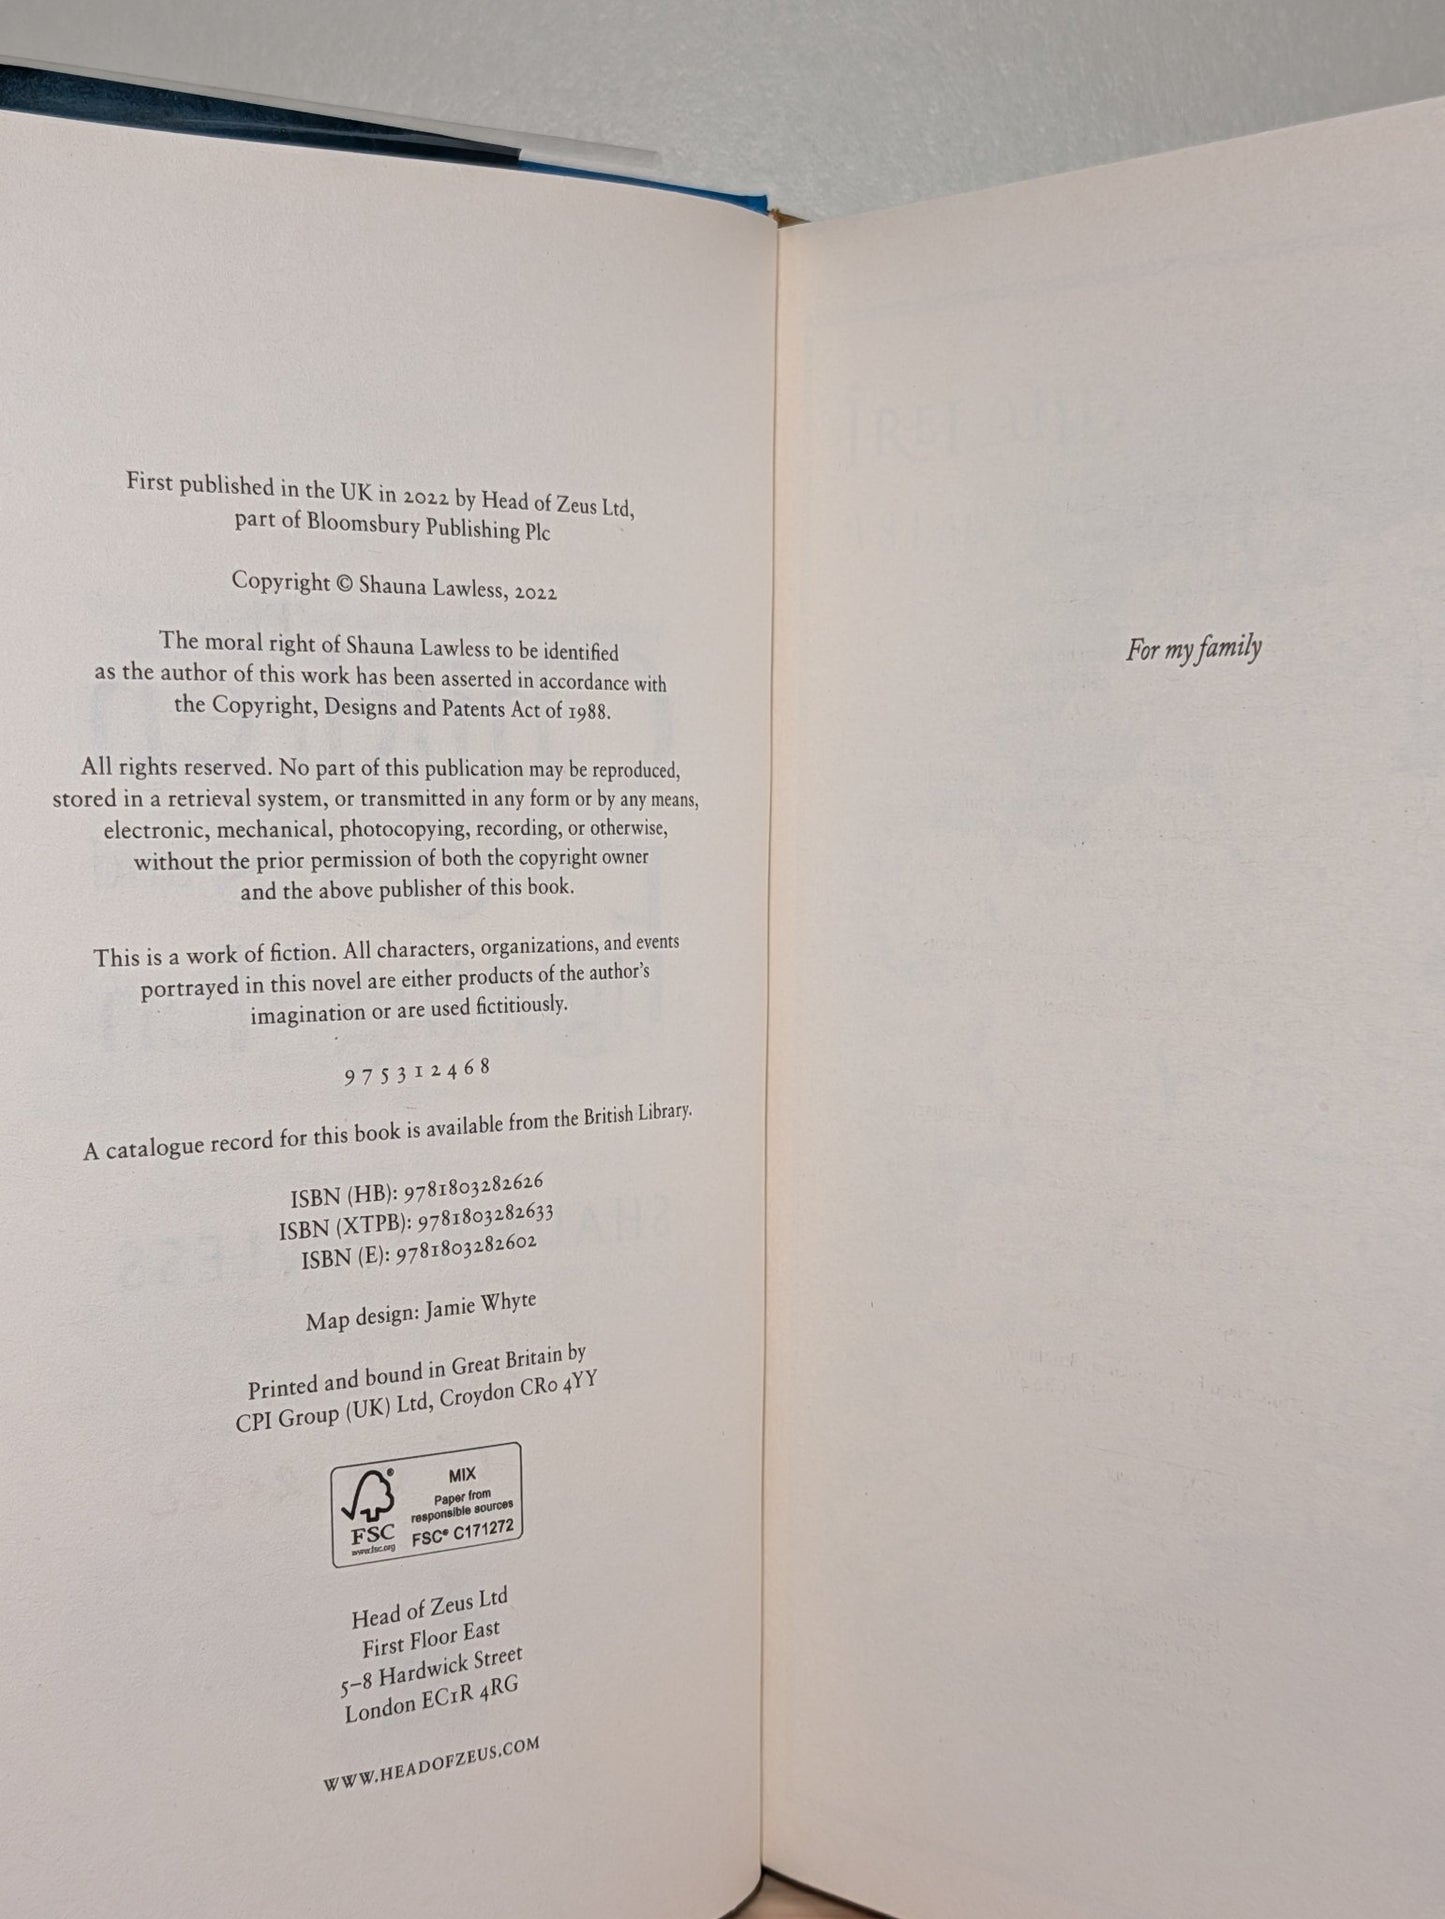 First published in the UK in 2022 by Head of Zeus Ltd,
part of Bloomsbury Publishing Plc
Copyright © Shauna Lawless, 2022
The moral right of Shauna Lawless to be identified
as the author of this work has been asserted in accordance with
the Copyright, Designs and Patents Act of 1988.
All rights reserved. No part of this publication may be reproduced,
stored in a retrieval system, or transmitted in any form or by any means,
electronic, mechanical, photocopying, recording, or otherwise,
without the prior permission of both the copyright owner
and the above publisher of this book.
This is a work of fiction. All characters, organizations, and events
portrayed in this novel are either products of the author's
imagination or are used fictitiously.
9 7 5 3 1 2 4 6 8
A catalogue record for this book is available from the British Library.
ISBN (HB): 9781803282626
ISBN (XTPB): 9781803282633
ISBN (E): 9781803282602
Map design: Jamie Whyte
Printed and bound in Great Britain by
CPI Group (UK) Ltd, Croydon CR0 4YY
MIX
Paper from
responsible sources
FSC® C171272
FSC
www.fsc.org
Head of Zeus Ltd
First Floor East
5–8 Hardwick Street
London EC1R 4RG
WWW.HEADOFZEUS.COM
For my family